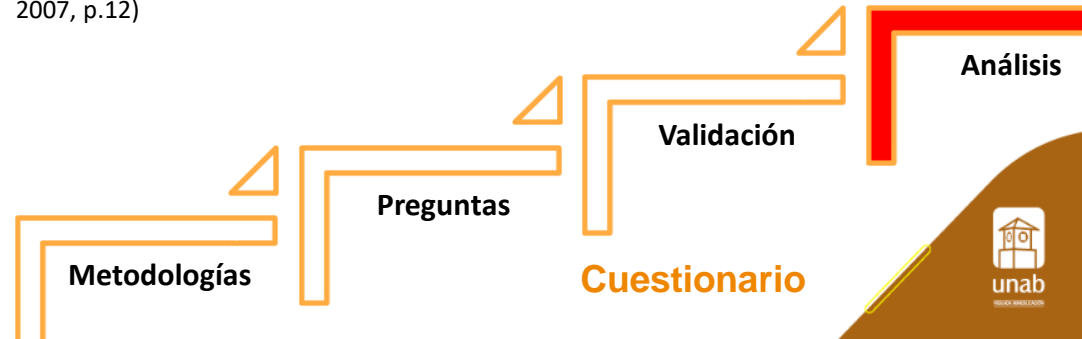 2007, p.12)
Análisis
Validación
Preguntas
Metodologías
Cuestionario
unab